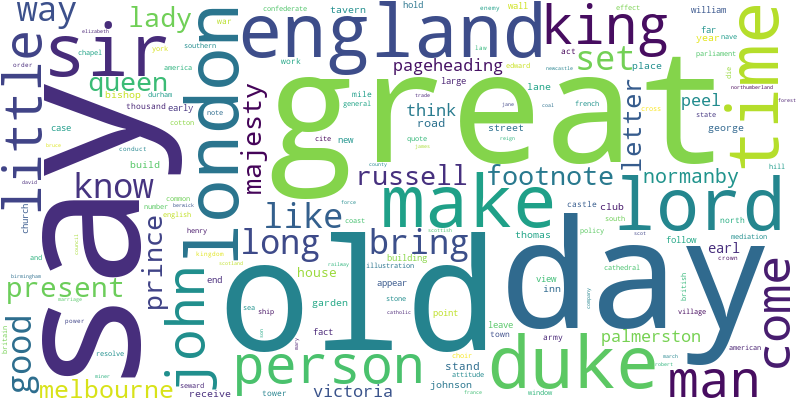 way
lady
england
king
time
sir
little
queen
london
pageheading
set
say
great
majesty
think
road
letter
peel
know
russell
footnote
normanby
make
lord
like
long
bring
john
prince
old
day
present
person
duke
come
good
melbourne
victoria
palmerston
man
earl
house
garden
bishop
church
case
build
early
thousand
durham
york
america
southern
elizabeth
chapel
confederate
tavern
war
work
hold
enemy
wall
edward
law
act
effect
william
place
far
year
parliament
nave
die
northumberland
forest
newcastle
trade
jane
coal
french
lane
large
mile
general
note
cotton
conduct
cite
new
quote
james
reign
street
george
state
cross
david
number
common
english
berwick
and
henry
kingdom
scotland
county
force
coast
scottish
building
illustration
railway
appear
stone
catholic
point
fact
end
sea
ship
thomas
castle
club
view
inn
policy
cathedral
south
scot
north
follow
mediation
crown
british
village
american
hill
company
army
leave
town
stand
attitude
johnson
choir
window
france
robert
march
tower
receive
seward
son
mary
power
resolve
miner
marriage
council
birmingham
britain